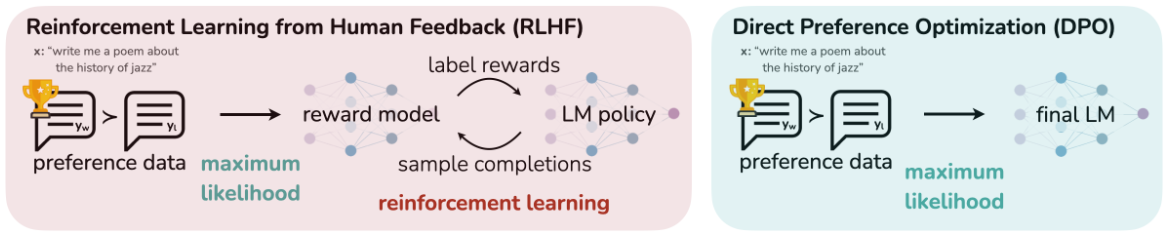 Reinforcement Learning from Human Feedback (RLHF)
x: “write me a poem about
the history of jazz”
label rewards
reward model
LM policy
y_w
≻
y_l
preference data
maximum
likelihood
sample completions
reinforcement learning
Direct Preference Optimization (DPO)
x: “write me a poem about
the history of jazz”
y_w
≻
y_l
final LM
preference data
maximum
likelihood